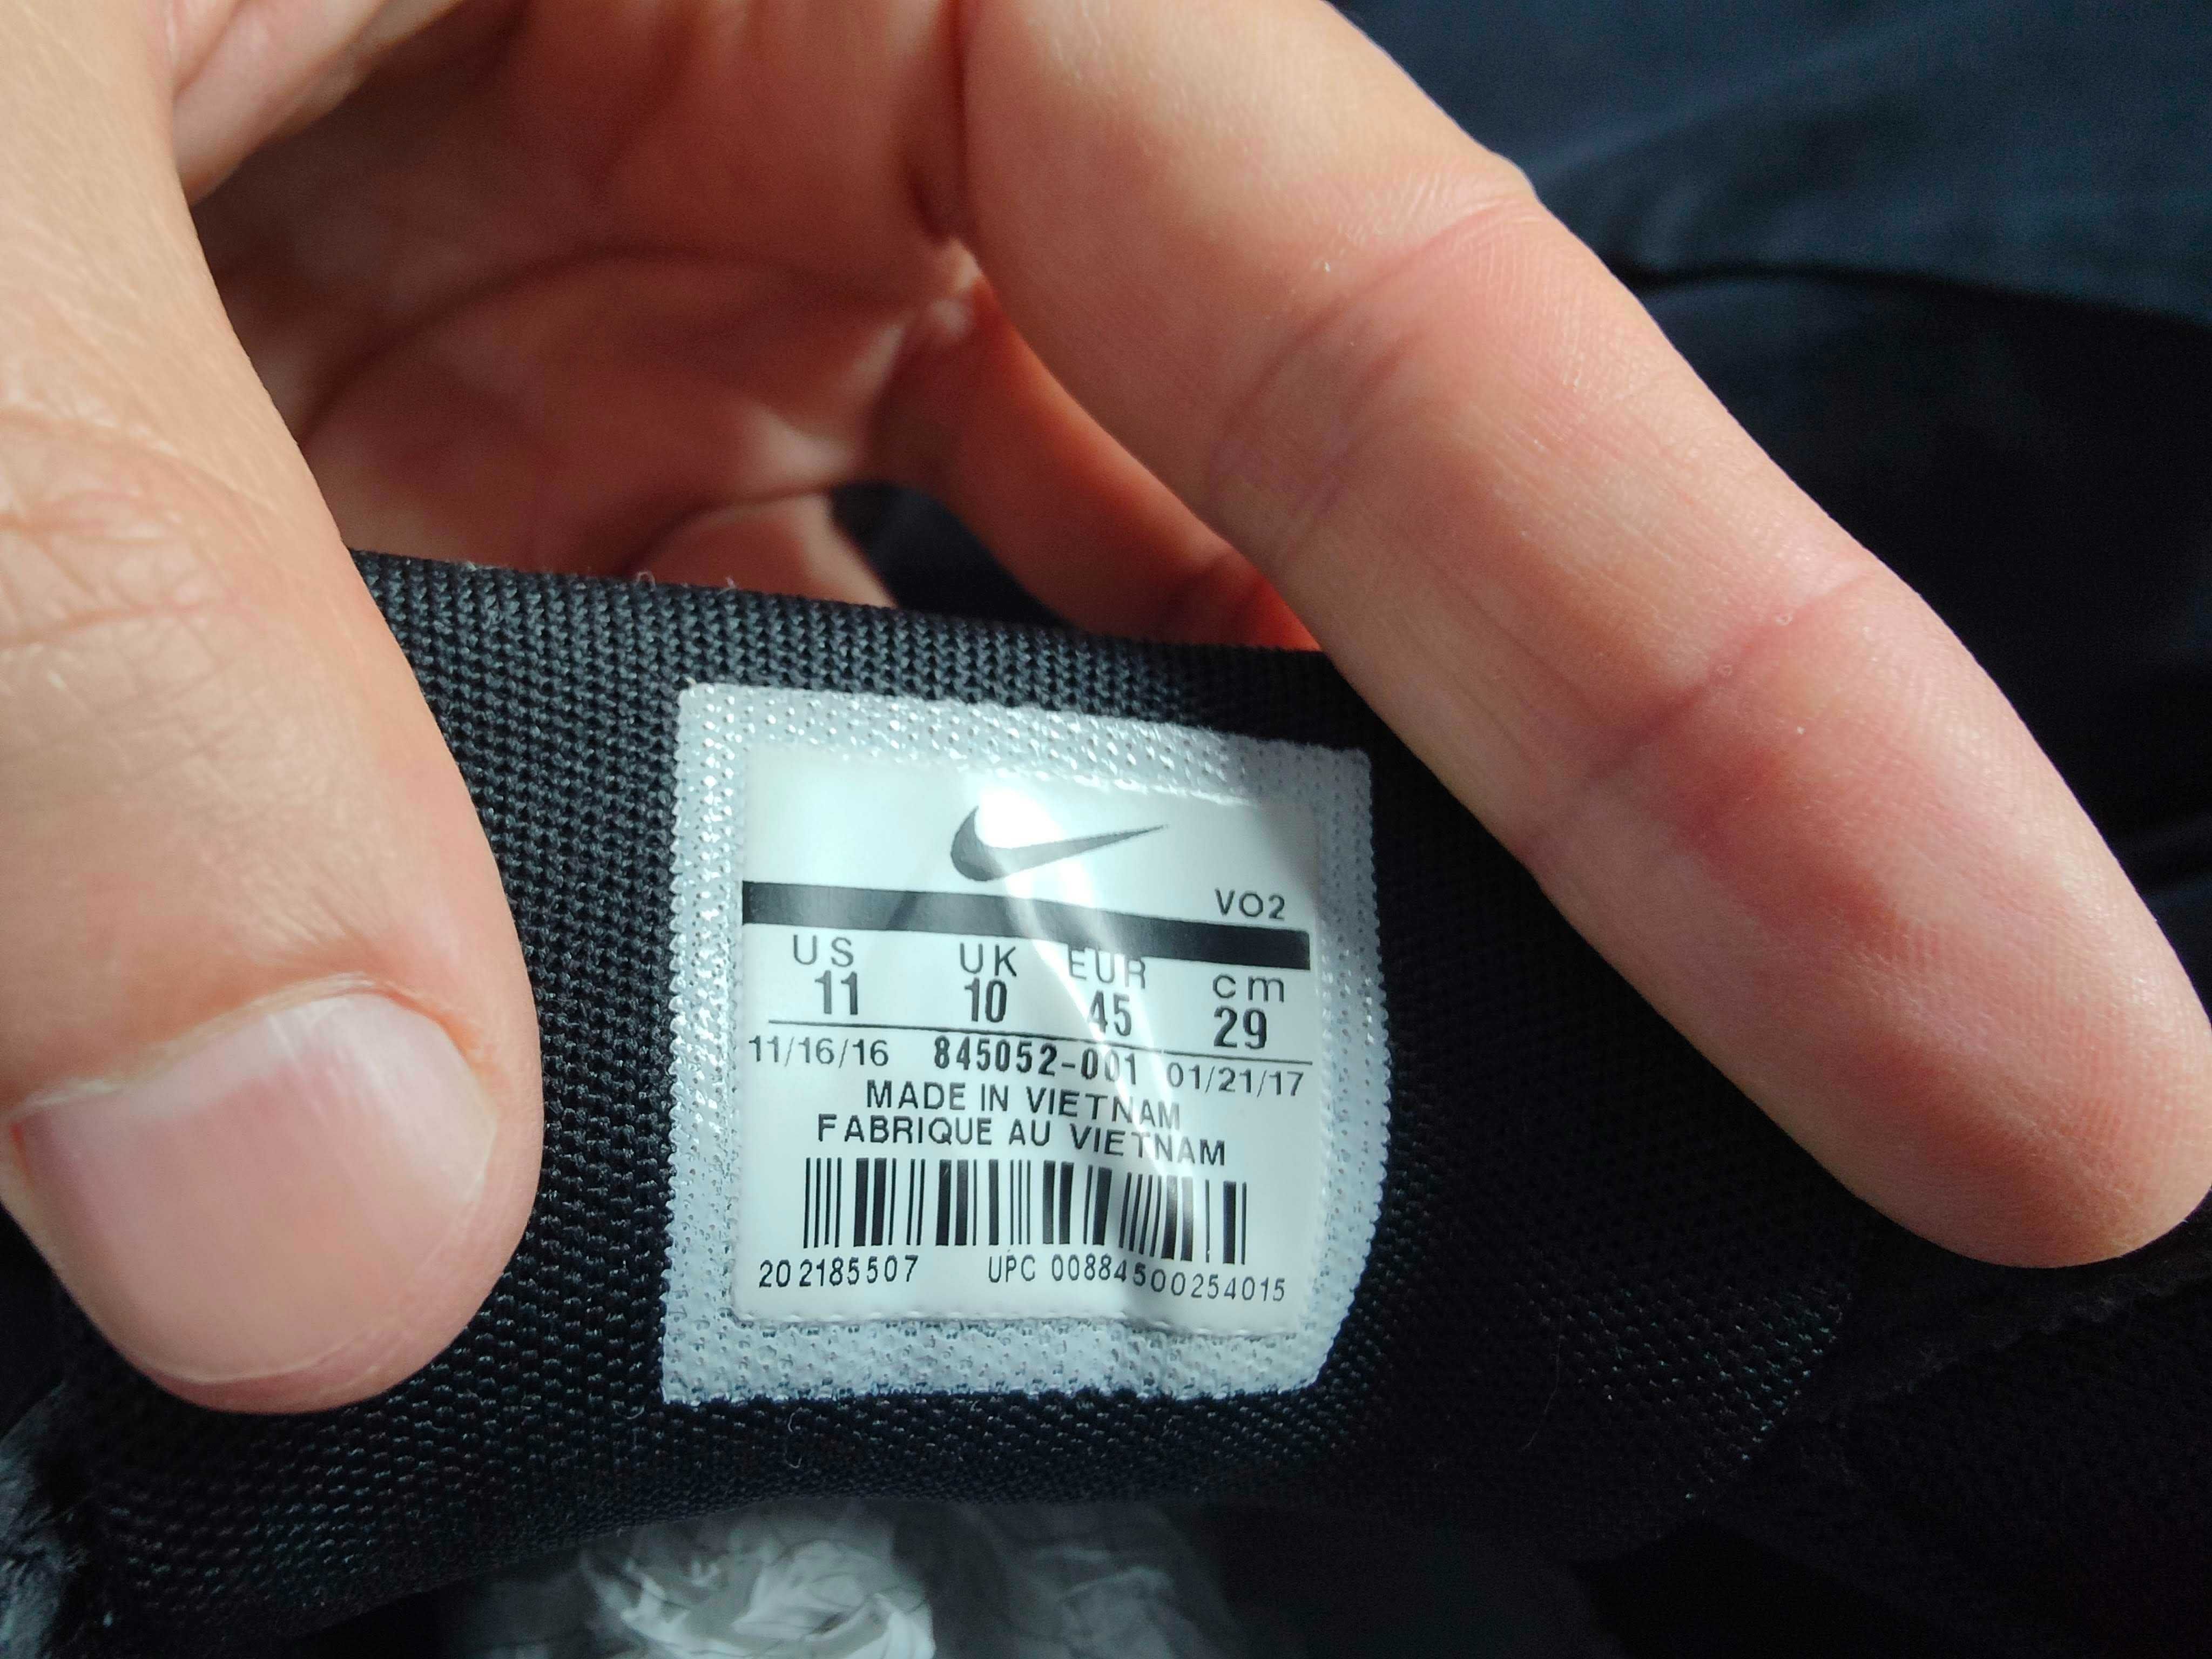 VO2
US UK EUR cm
11 10 45 29
11/16/16 845052-001 01/21/17
MADE IN VIETNAM
FABRIQUE AU VIETNAM
202185507 UPC 00884500254015